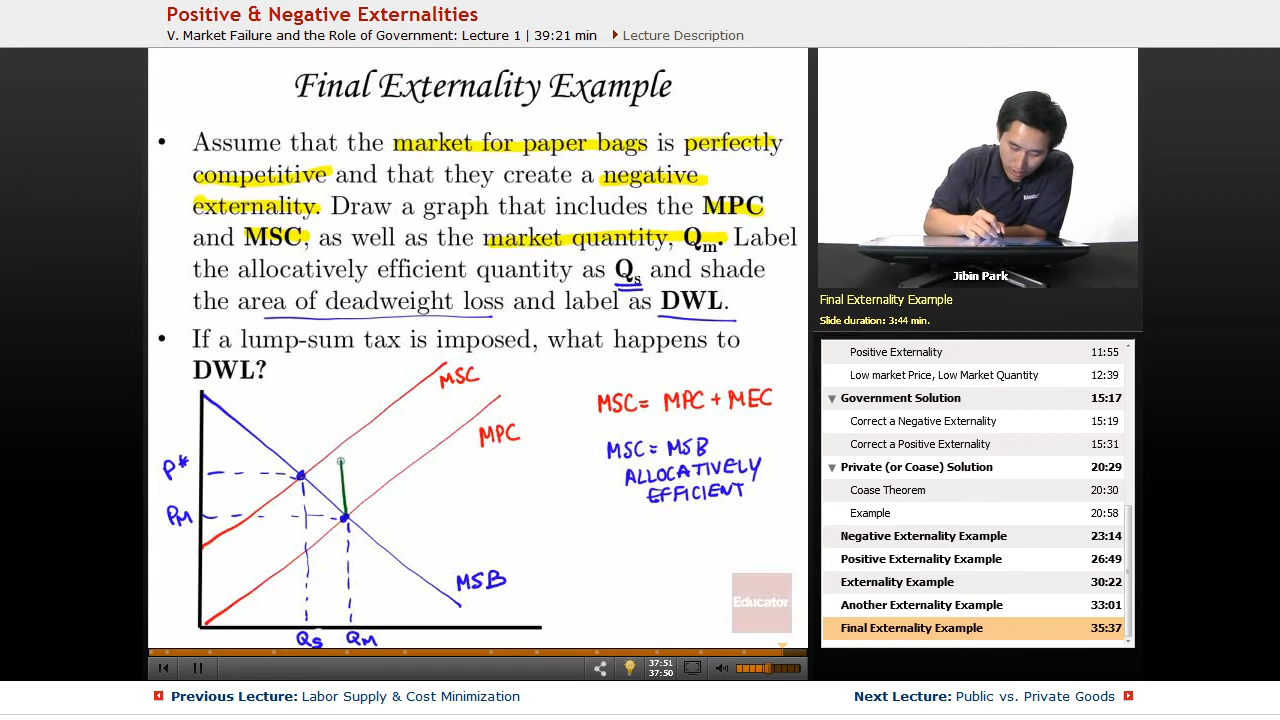 Positive & Negative Externalities
V. Market Failure and the Role of Government: Lecture 1 | 39:21 min
Lecture Description
Final Externality Example
• Assume that the market for paper bags is perfectly
competitive and that they create a negative
externality. Draw a graph that includes the MPC
and MSC, as well as the market quantity, Qm. Label
the allocatively efficient quantity as Qs and shade
the area of deadweight loss and label as DWL.
• If a lump-sum tax is imposed, what happens to
DWL?
MSC
MPC
P*
PM
MSB
QS
QM
MSC = MPC + MEC
MSC = MSB
ALLOCATIVELY
EFFICIENT
Educator
Jibin Park
Final Externality Example
Slide duration: 3:44 min.
Positive Externality 11:55
Low market Price, Low Market Quantity 12:39
Government Solution 15:17
Correct a Negative Externality 15:19
Correct a Positive Externality 15:31
Private (or Coase) Solution 20:29
Coase Theorem 20:30
Example 20:58
Negative Externality Example 23:14
Positive Externality Example 26:49
Externality Example 30:22
Another Externality Example 33:01
Final Externality Example 35:37
37:51
37:50
Previous Lecture: Labor Supply & Cost Minimization
Next Lecture: Public vs. Private Goods